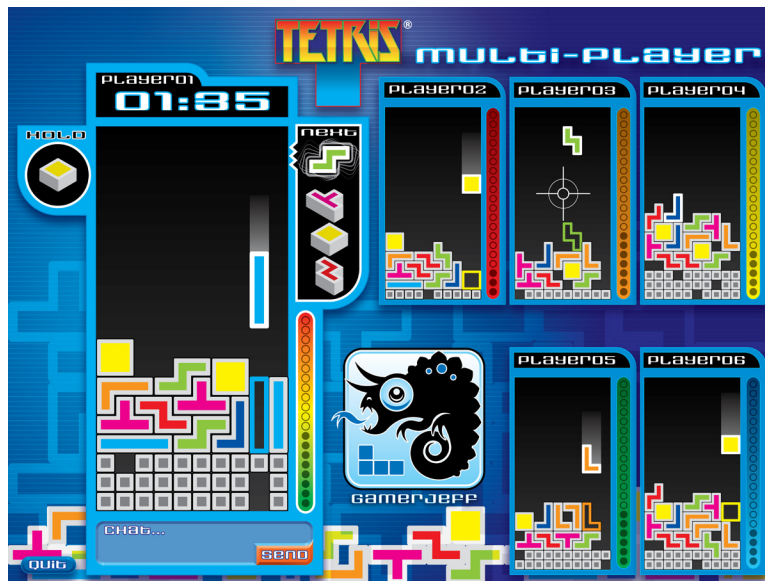 TETRIS®
multi-player
PLAYER01
01:35
HOLD
next
PLAYER02
PLAYER03
PLAYER04
PLAYER05
PLAYER06
GAMERJEFF
CHAT...
SEND
QUIT